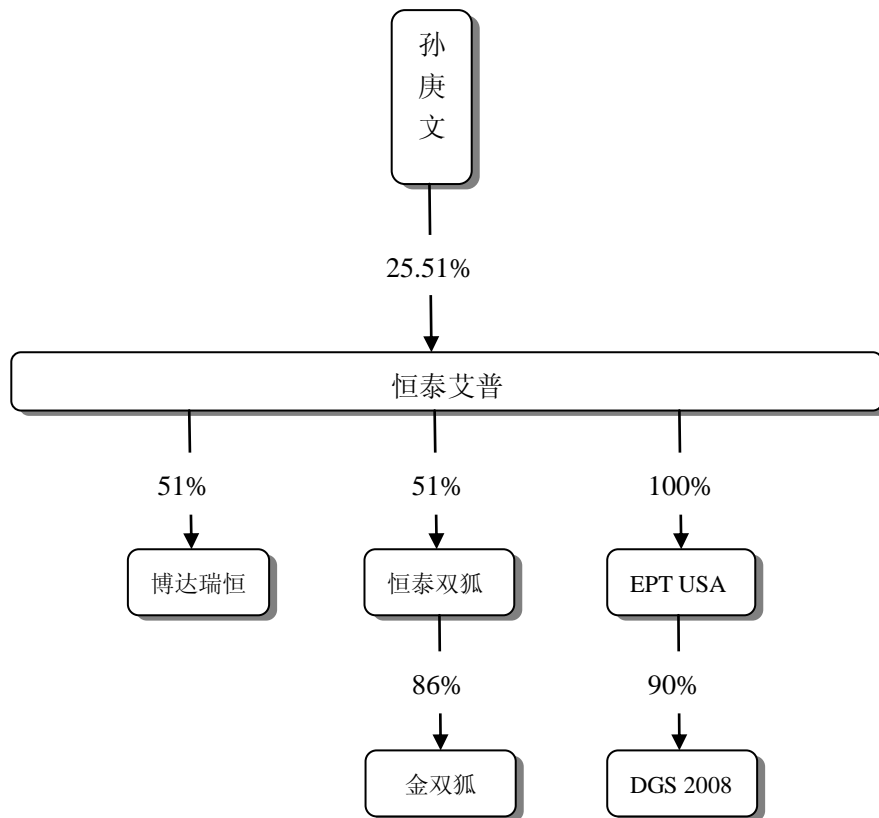 孙
庚
文
25.51%
恒泰艾普
51% 51% 100%
博达瑞恒 恒泰双狐 EPT USA
86% 90%
金双狐 DGS 2008